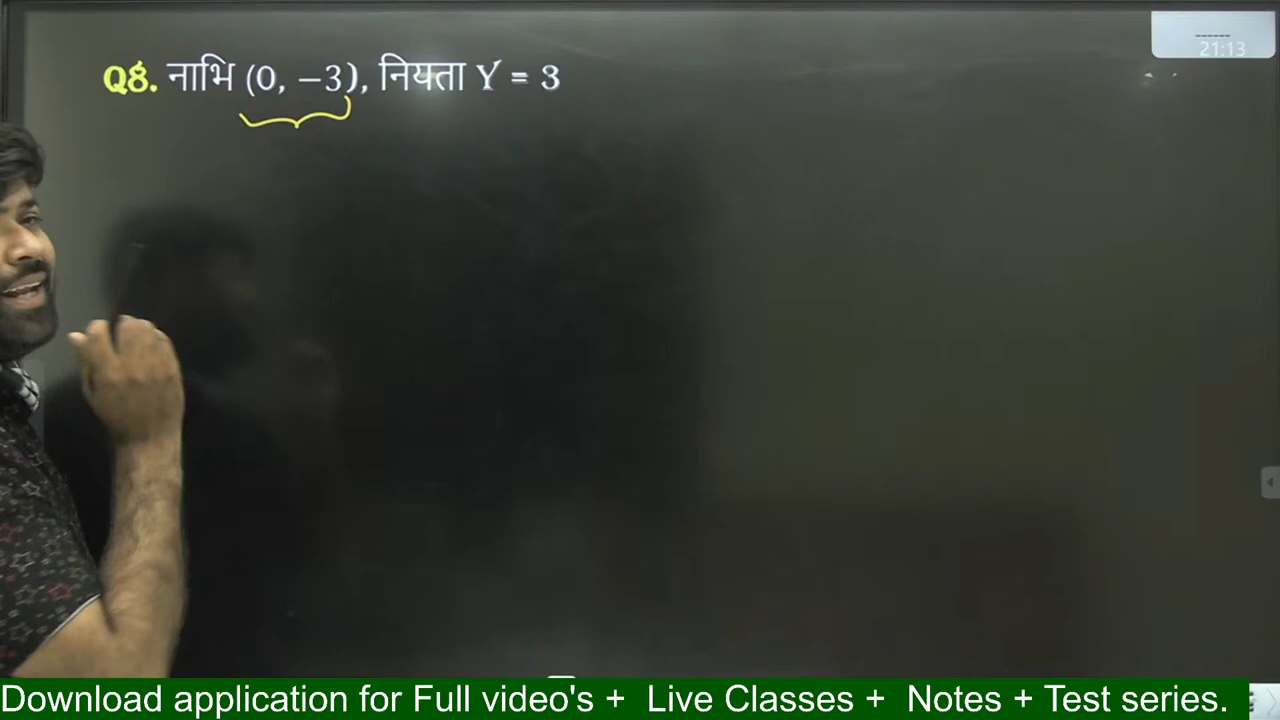 ------
21:13
Q8. नाभि (0, −3), नियता Y = 3
Download application for Full video's + Live Classes + Notes + Test series.